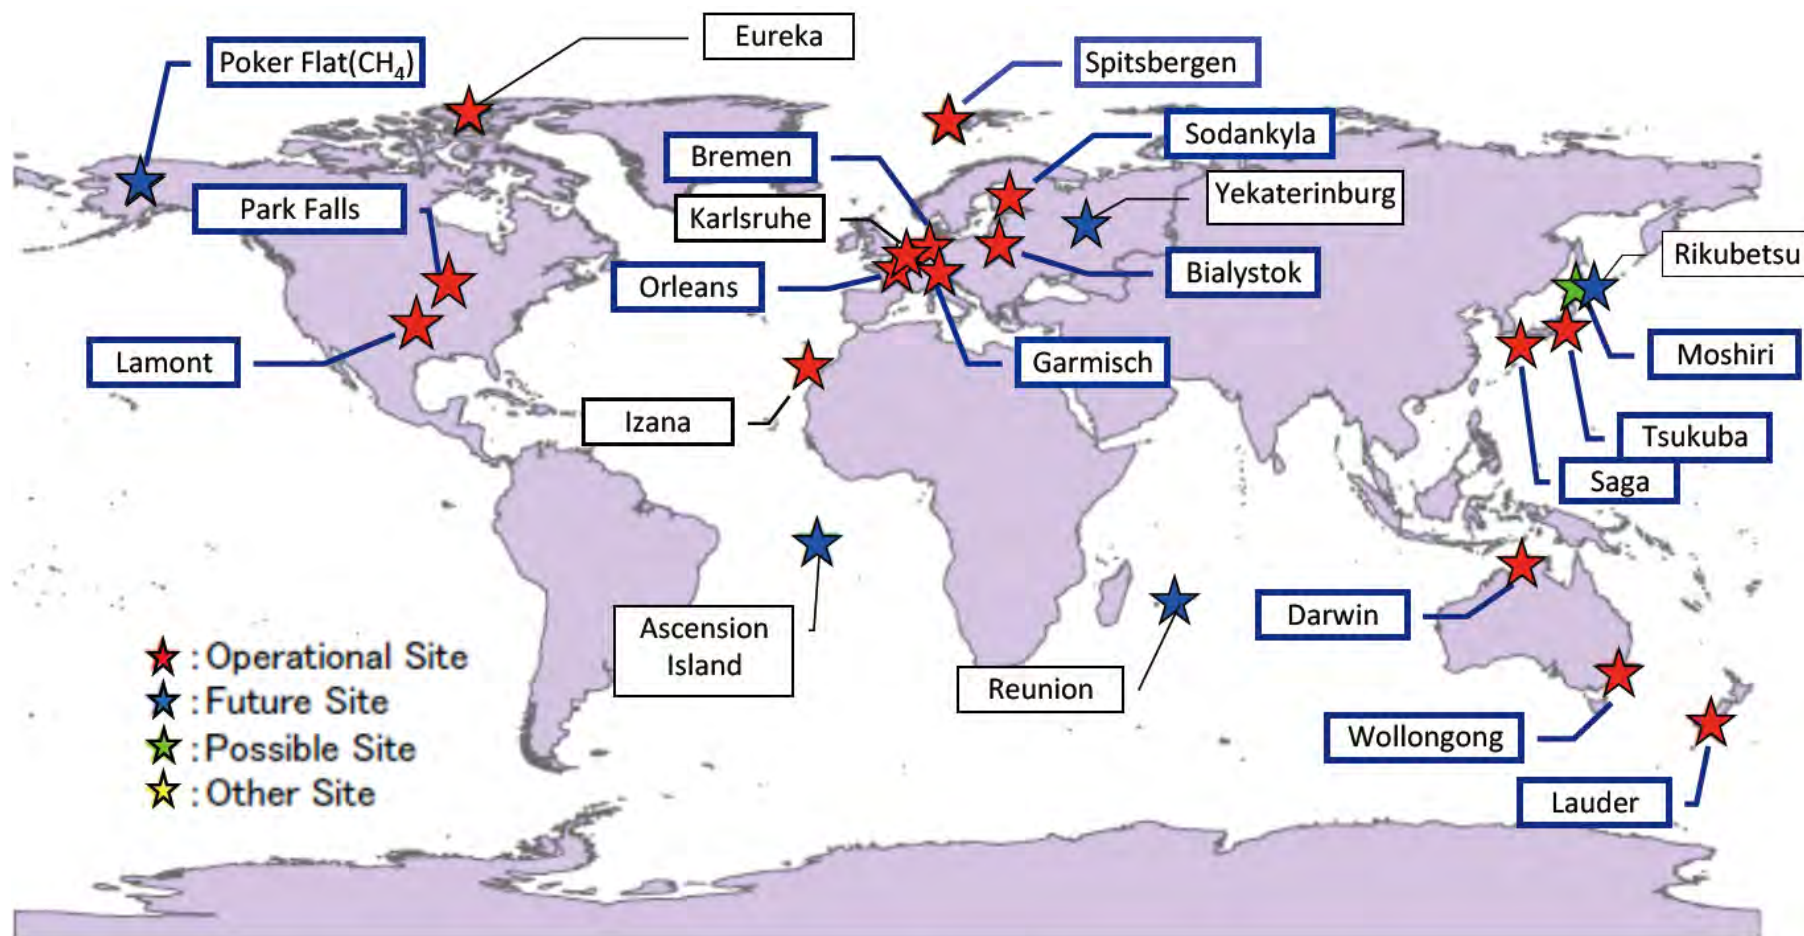 Eureka
Poker Flat(CH₄)
Spitsbergen
Sodankyla
Bremen
Yekaterinburg
Park Falls
Karlsruhe
Rikubetsu
Bialystok
Orleans
Lamont
Garmisch
Moshiri
Izana
Tsukuba
Saga
Darwin
Ascension
Island
Reunion
Wollongong
Lauder
: Operational Site
: Future Site
: Possible Site
: Other Site